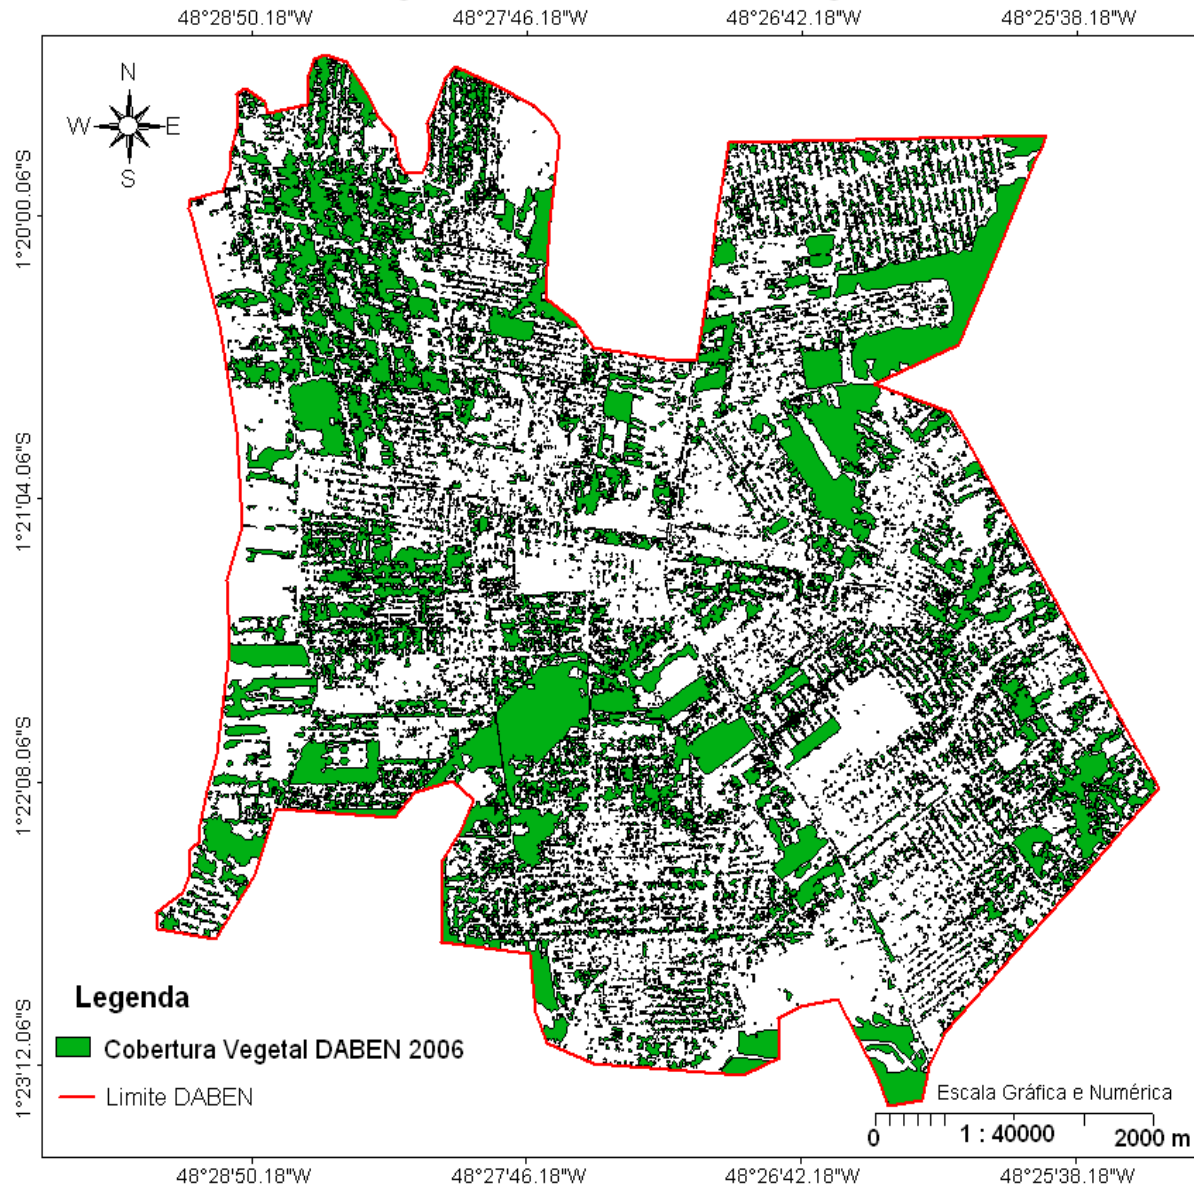 48°28'50.18"W 48°27'46.18"W 48°26'42.18"W 48°25'38.18"W
N
W E
S
1°20'00.06"S
1°21'04.06"S
1°22'08.06"S
1°23'12.06"S
Legenda
Cobertura Vegetal DABEN 2006
Limite DABEN
Escala Gráfica e Numérica
0 1 : 40000 2000 m
48°28'50.18"W 48°27'46.18"W 48°26'42.18"W 48°25'38.18"W